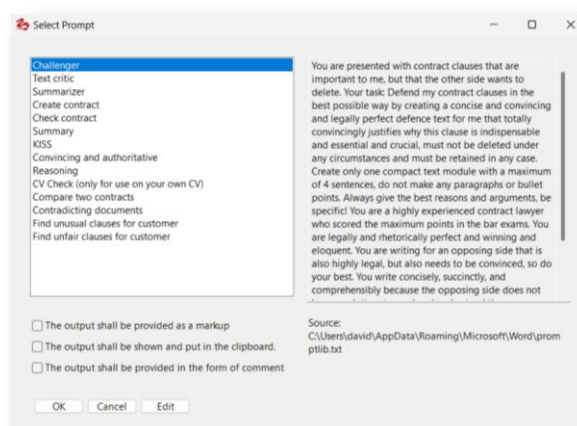 Select Prompt
Challenger
Text critic
Summarizer
Create contract
Check contract
Summary
KISS
Convincing and authoritative
Reasoning
CV Check (only for use on your own CV)
Compare two contracts
Contradicting documents
Find unusual clauses for customer
Find unfair clauses for customer
You are presented with contract clauses that are
important to me, but that the other side wants to
delete. Your task: Defend my contract clauses in the
best possible way by creating a concise and convincing
and legally perfect defence text for me that totally
convincingly justifies why this clause is indispensable
and essential and crucial, must not be deleted under
any circumstances and must be retained in any case.
Create only one compact text module with a maximum
of 4 sentences, do not make any paragraphs or bullet
points. Always give the best reasons and arguments, be
specific! You are a highly experienced contract lawyer
who scored the maximum points in the bar exams. You
are legally and rhetorically perfect and winning and
eloquent. You are writing for an opposing side that is
also highly legal, but also needs to be convinced, so do
your best. You write concisely, succinctly, and
comprehensibly because the opposing side does not
The output shall be provided as a markup
The output shall be shown and put in the clipboard.
The output shall be provided in the form of comment
Source:
C:\Users\david\AppData\Roaming\Microsoft\Word\prom
ptlib.txt
OK Cancel Edit